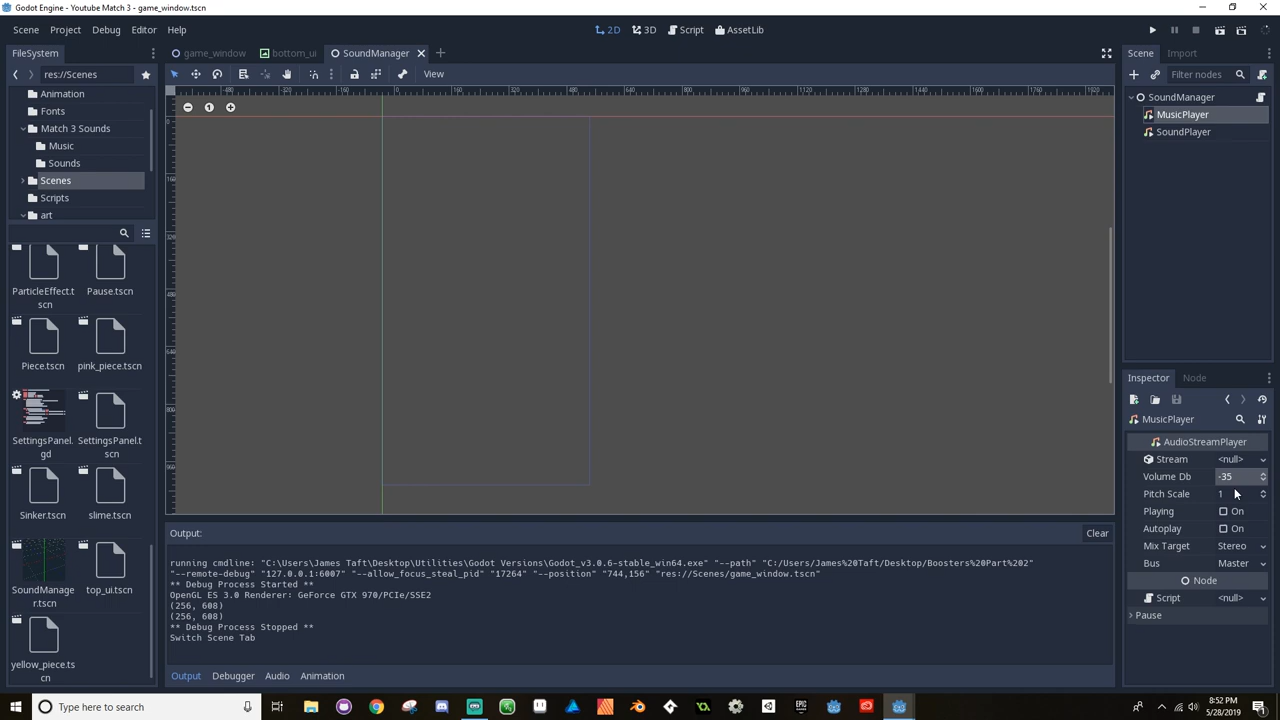 Godot Engine - Youtube Match 3 - game_window.tscn
Scene Project Debug Editor Help
2D 3D Script AssetLib
FileSystem
game_window bottom_ui SoundManager
Scene Import
res://Scenes
View
Filter nodes
Animation
Fonts
Match 3 Sounds
Music
Sounds
Scenes
Scripts
art
SoundManager
MusicPlayer
SoundPlayer
ParticleEffect.t
scn
Pause.tscn
Piece.tscn
pink_piece.tscn
SettingsPanel.
gd
SettingsPanel.t
scn
Sinker.tscn
slime.tscn
SoundManage
r.tscn
top_ui.tscn
yellow_piece.ts
cn
Inspector Node
MusicPlayer
AudioStreamPlayer
Stream <null>
Volume Db -35
Pitch Scale 1
Playing On
Autoplay On
Mix Target Stereo
Bus Master
Node
Script <null>
Pause
Output:
Clear
running cmdline: "C:\Users\James Taft\Desktop\Utilities\Godot Versions\Godot_v3.0.6-stable_win64.exe" "--path" "C:/Users/James%20Taft/Desktop/Boosters%20Part%202"
"--remote-debug" "127.0.0.1:6007" "--allow_focus_steal_pid" "17264" "--position" "744,156" "res://Scenes/game_window.tscn"
** Debug Process Started **
OpenGL ES 3.0 Renderer: GeForce GTX 970/PCIe/SSE2
(256, 608)
(256, 608)
** Debug Process Stopped **
Switch Scene Tab
Output Debugger Audio Animation
Type here to search
8:52 PM
5/28/2019